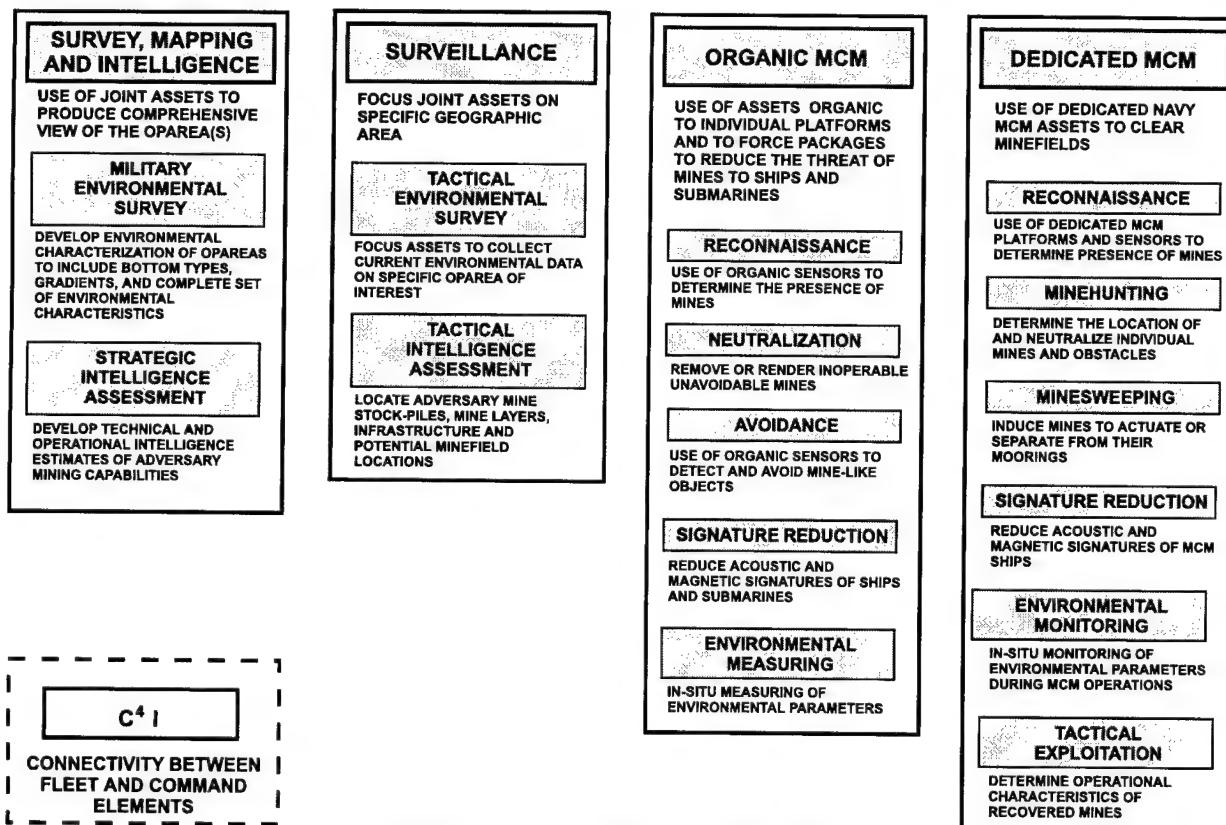 SURVEY, MAPPING
AND INTELLIGENCE
USE OF JOINT ASSETS TO
PRODUCE COMPREHENSIVE
VIEW OF THE OPAREA(S)
MILITARY
ENVIRONMENTAL
SURVEY
DEVELOP ENVIRONMENTAL
CHARACTERIZATION OF OPAREAS
TO INCLUDE BOTTOM TYPES,
GRADIENTS, AND COMPLETE SET
OF ENVIRONMENTAL
CHARACTERISTICS
STRATEGIC
INTELLIGENCE
ASSESSMENT
DEVELOP TECHNICAL AND
OPERATIONAL INTELLIGENCE
ESTIMATES OF ADVERSARY
MINING CAPABILITIES
C⁴ I
CONNECTIVITY BETWEEN
FLEET AND COMMAND
ELEMENTS
SURVEILLANCE
FOCUS JOINT ASSETS ON
SPECIFIC GEOGRAPHIC
AREA
TACTICAL
ENVIRONMENTAL
SURVEY
FOCUS ASSETS TO COLLECT
CURRENT ENVIRONMENTAL DATA
ON SPECIFIC OPAREA OF
INTEREST
TACTICAL
INTELLIGENCE
ASSESSMENT
LOCATE ADVERSARY MINE
STOCK-PILES, MINE LAYERS,
INFRASTRUCTURE AND
POTENTIAL MINEFIELD
LOCATIONS
ORGANIC MCM
USE OF ASSETS ORGANIC
TO INDIVIDUAL PLATFORMS
AND TO FORCE PACKAGES
TO REDUCE THE THREAT OF
MINES TO SHIPS AND
SUBMARINES
RECONNAISSANCE
USE OF ORGANIC SENSORS TO
DETERMINE THE PRESENCE OF
MINES
NEUTRALIZATION
REMOVE OR RENDER INOPERABLE
UNAVOIDABLE MINES
AVOIDANCE
USE OF ORGANIC SENSORS TO
DETECT AND AVOID MINE-LIKE
OBJECTS
SIGNATURE REDUCTION
REDUCE ACOUSTIC AND
MAGNETIC SIGNATURES OF SHIPS
AND SUBMARINES
ENVIRONMENTAL
MEASURING
IN-SITU MEASURING OF
ENVIRONMENTAL PARAMETERS
DEDICATED MCM
USE OF DEDICATED NAVY
MCM ASSETS TO CLEAR
MINEFIELDS
RECONNAISSANCE
USE OF DEDICATED MCM
PLATFORMS AND SENSORS TO
DETERMINE PRESENCE OF MINES
MINEHUNTING
DETERMINE THE LOCATION OF
AND NEUTRALIZE INDIVIDUAL
MINES AND OBSTACLES
MINESWEEPING
INDUCE MINES TO ACTUATE OR
SEPARATE FROM THEIR
MOORINGS
SIGNATURE REDUCTION
REDUCE ACOUSTIC AND
MAGNETIC SIGNATURES OF MCM
SHIPS
ENVIRONMENTAL
MONITORING
IN-SITU MONITORING OF
ENVIRONMENTAL PARAMETERS
DURING MCM OPERATIONS
TACTICAL
EXPLOITATION
DETERMINE OPERATIONAL
CHARACTERISTICS OF
RECOVERED MINES